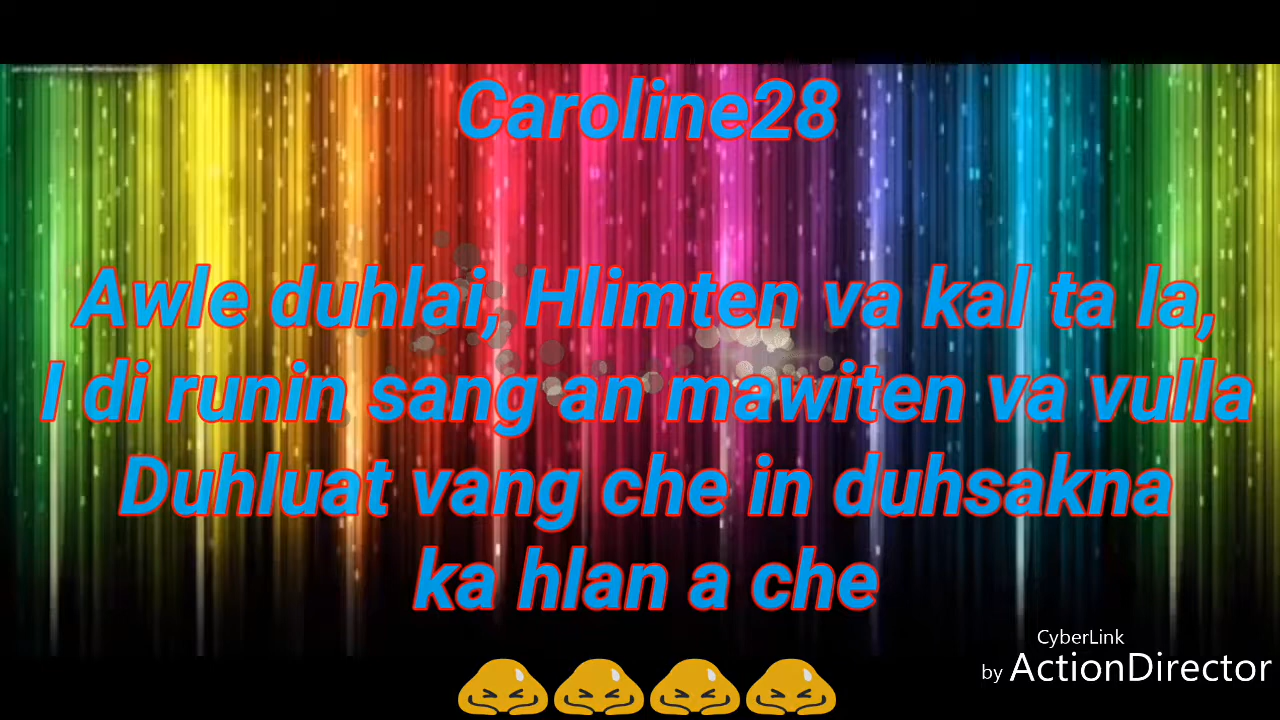 Caroline28
Awle duhlai, Hlimten va kal ta la,
I di runin sang an mawiten va vulla
Duhluat vang che in duhsakna
ka hlan a che
CyberLink
by ActionDirector